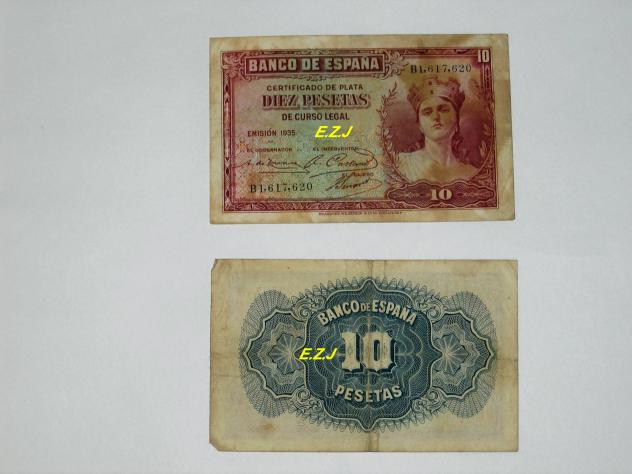 BANCO DE ESPAÑA
10
B1,617,620
CERTIFICADO DE PLATA
DIEZ PESETAS
DE CURSO LEGAL
EMISIÓN 1935
E.Z.J
EL GOBERNADOR
EL INTERVENTOR
EL CAJERO
B1,617,620
10
BANCO DE ESPAÑA
10
E.Z.J
PESETAS